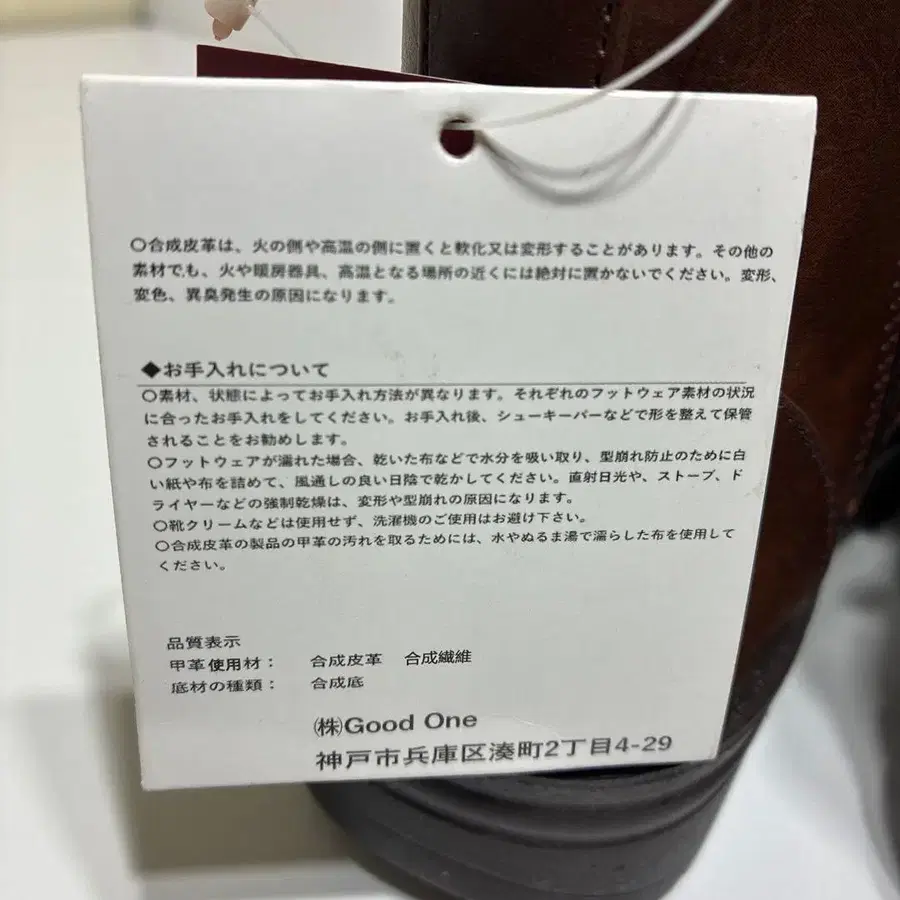 ○合成皮革は、火の側や高温の側に置くと軟化又は変形することがあります。その他の
素材でも、火や暖房器具、高温となる場所の近くには絶対に置かないでください。変形、
変色、異臭発生の原因になります。
◆お手入れについて
○素材、状態によってお手入れ方法が異なります。それぞれのフットウェア素材の状況
に合ったお手入れをしてください。お手入れ後、シューキーパーなどで形を整えて保管
されることをお勧めします。
○フットウェアが濡れた場合、乾いた布などで水分を吸い取り、型崩れ防止のために白
い紙や布を詰めて、風通しの良い日陰で乾かしてください。直射日光や、ストーブ、ド
ライヤーなどの強制乾燥は、変形や型崩れの原因になります。
○靴クリームなどは使用せず、洗濯機のご使用はお避け下さい。
○合成皮革の製品の甲革の汚れを取るためには、水やぬるま湯で濡らした布を使用して
ください。
品質表示
甲革使用材： 合成皮革 合成繊維
底材の種類： 合成底
㈱Good One
神戸市兵庫区湊町2丁目4-29